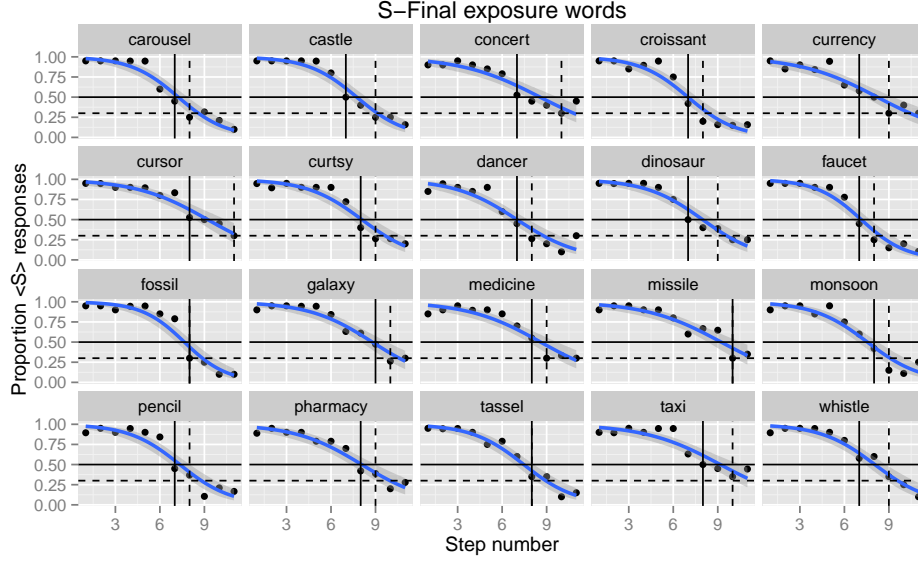 S−Final exposure words
carousel castle concert croissant currency
1.00
0.75
0.50
0.25
0.00
cursor curtsy dancer dinosaur faucet
1.00
0.75
0.50
0.25
0.00
fossil galaxy medicine missile monsoon
1.00
0.75
0.50
0.25
0.00
pencil pharmacy tassel taxi whistle
1.00
0.75
0.50
0.25
0.00
3 6 9 3 6 9 3 6 9 3 6 9 3 6 9
Step number
Proportion <S> responses